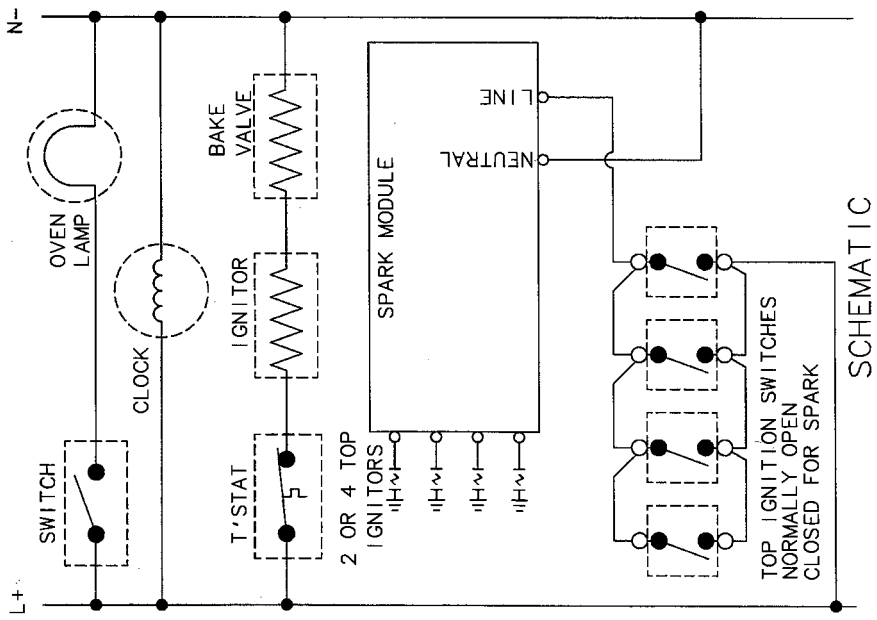 L+
N-
SWITCH
OVEN
LAMP
CLOCK
T'STAT
IGNITOR
BAKE
VALVE
2 OR 4 TOP
IGNITORS
SPARK MODULE
NEUTRAL
LINE
TOP IGNITION SWITCHES
NORMALLY OPEN
CLOSED FOR SPARK
SCHEMATIC